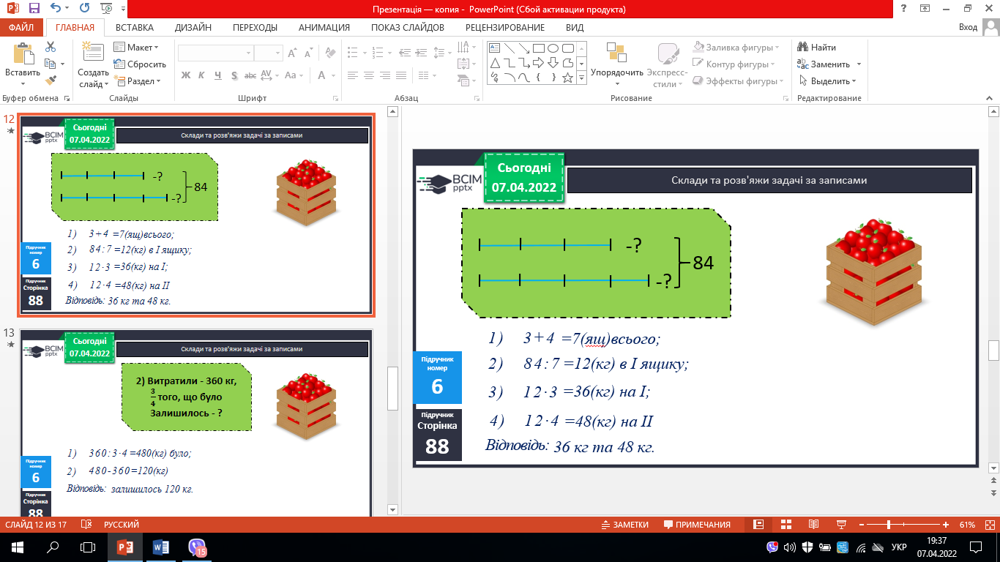 Презентація — копия - PowerPoint (Сбой активации продукта)
ФАЙЛ ГЛАВНАЯ ВСТАВКА ДИЗАЙН ПЕРЕХОДЫ АНИМАЦИЯ ПОКАЗ СЛАЙДОВ РЕЦЕНЗИРОВАНИЕ ВИД Вход
Вставить
Буфер обмена
Создать слайд
Макет
Сбросить
Раздел
Слайды
Ж К Ч S abc AV Aa A
Шрифт
Абзац
Упорядочить
Экспресс-стили
Заливка фигуры
Контур фигуры
Эффекты фигуры
Рисование
Найти
Заменить
Выделить
Редактирование
12
BCIM pptx
Сьогодні
07.04.2022
Склади та розв'яжи задачі за записами
-?
-?
84
1) 3 + 4 =7(ящ)всього;
2) 84 : 7 =12(кг) в І ящику;
3) 12 · 3 =36(кг) на І;
4) 12 · 4 =48(кг) на ІІ
Відповідь: 36 кг та 48 кг.
Підручник номер
6
Підручник
Сторінка
88
13
BCIM pptx
Сьогодні
07.04.2022
Склади та розв'яжи задачі за записами
2) Витратили - 360 кг,
3/4 того, що було
Залишилось - ?
1) 360 : 3 · 4 =480(кг) було;
2) 480 - 360 =120(кг)
Відповідь: залишилось 120 кг.
Підручник номер
6
Підручник
Сторінка
88
BCIM pptx
Сьогодні
07.04.2022
Склади та розв'яжи задачі за записами
-?
-?
84
1) 3 + 4 =7(ящ)всього;
2) 84 : 7 =12(кг) в І ящику;
3) 12 · 3 =36(кг) на І;
4) 12 · 4 =48(кг) на ІІ
Відповідь: 36 кг та 48 кг.
Підручник номер
6
Підручник
Сторінка
88
СЛАЙД 12 ИЗ 17 РУССКИЙ ЗАМЕТКИ ПРИМЕЧАНИЯ 61%
15
УКР
19:37
07.04.2022